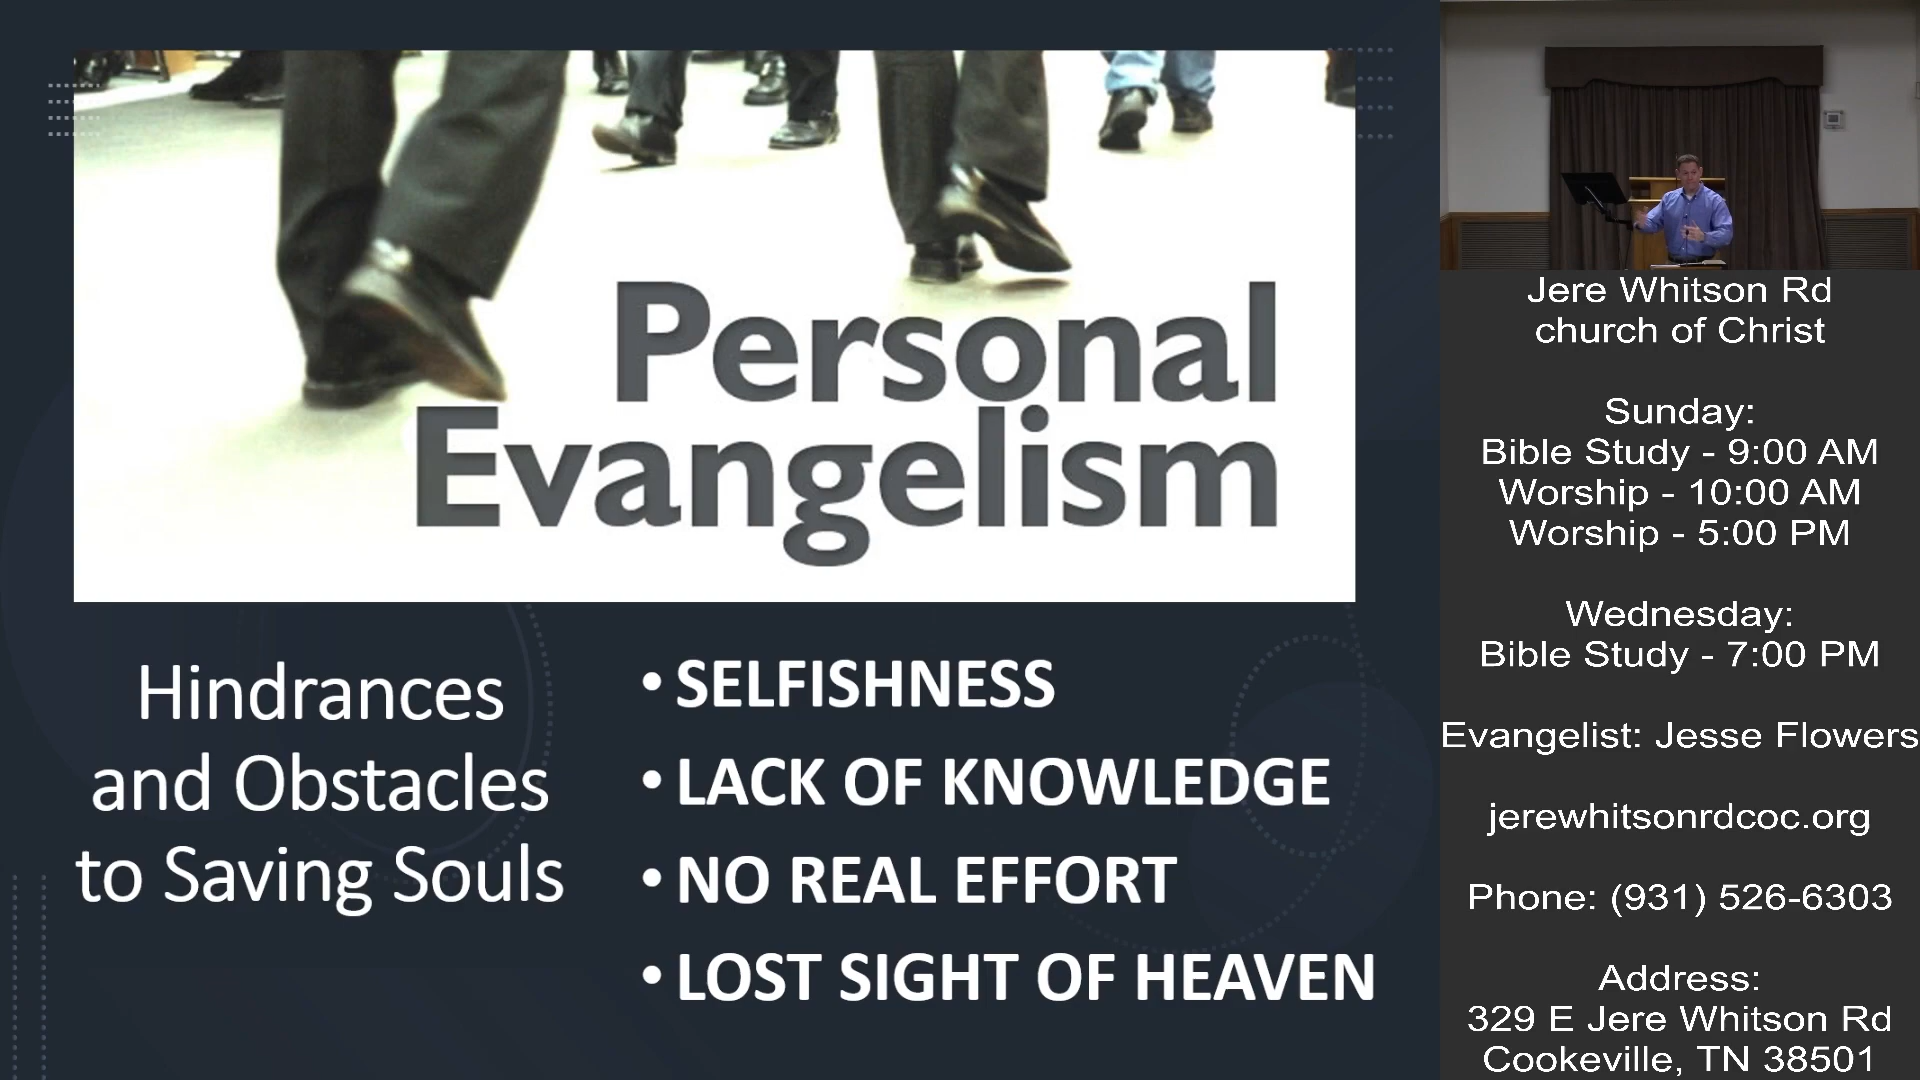 Personal
Evangelism
Hindrances
and Obstacles
to Saving Souls
• SELFISHNESS
• LACK OF KNOWLEDGE
• NO REAL EFFORT
• LOST SIGHT OF HEAVEN
Jere Whitson Rd
church of Christ
Sunday:
Bible Study - 9:00 AM
Worship - 10:00 AM
Worship - 5:00 PM
Wednesday:
Bible Study - 7:00 PM
Evangelist: Jesse Flowers
jerewhitsonrdcoc.org
Phone: (931) 526-6303
Address:
329 E Jere Whitson Rd
Cookeville, TN 38501